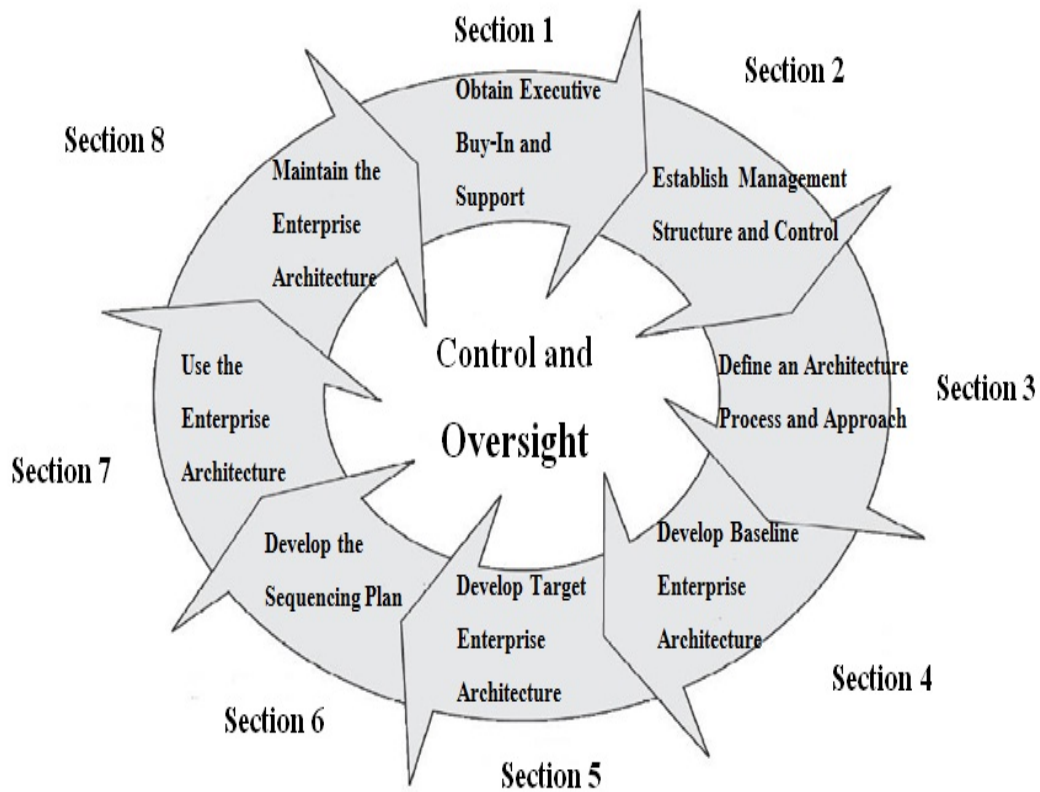 Section 1
Obtain Executive
Buy-In and
Support
Section 2
Establish Management
Structure and Control
Section 3
Define an Architecture
Process and Approach
Section 4
Develop Baseline
Enterprise
Architecture
Section 5
Develop Target
Enterprise
Architecture
Section 6
Develop the
Sequencing Plan
Section 7
Use the
Enterprise
Architecture
Section 8
Maintain the
Enterprise
Architecture
Control and
Oversight